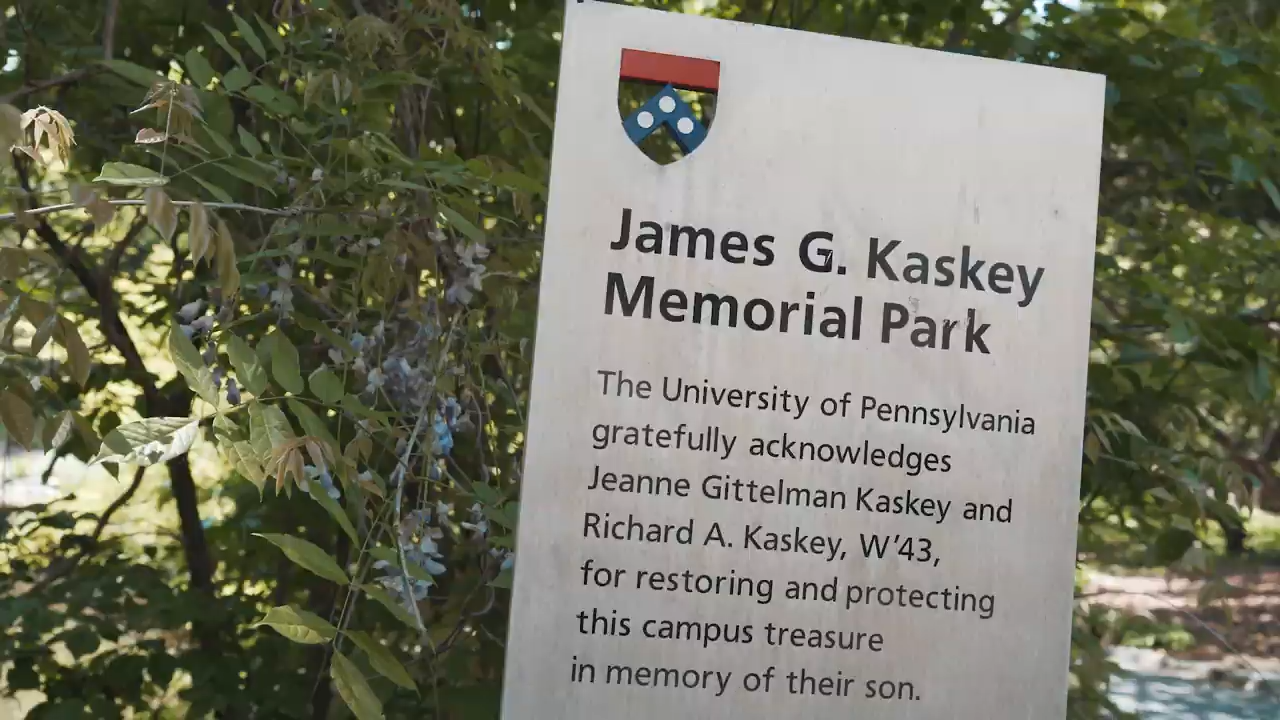 James G. Kaskey
Memorial Park
The University of Pennsylvania
gratefully acknowledges
Jeanne Gittelman Kaskey and
Richard A. Kaskey, W'43,
for restoring and protecting
this campus treasure
in memory of their son.